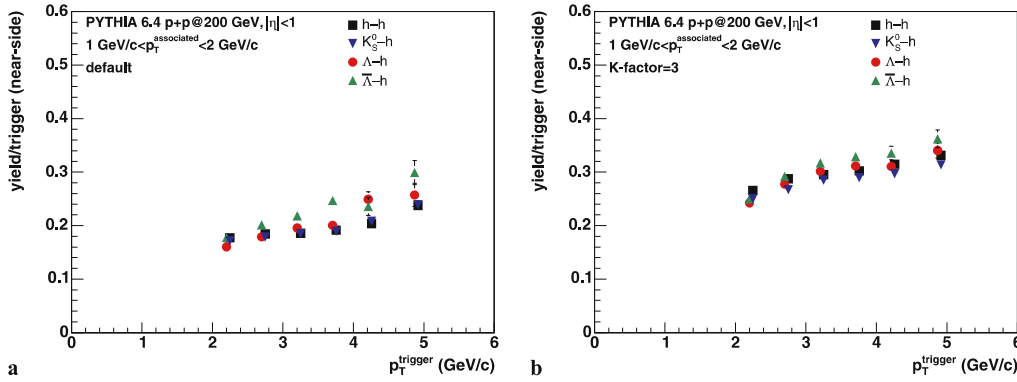 PYTHIA 6.4 p+p@200 GeV,|η|<1
1 GeV/c<p_T^associated<2 GeV/c
default
h–h
K_S^0–h
Λ–h
Λ̅–h
yield/trigger (near-side)
0.6
0.5
0.4
0.3
0.2
0.1
0
0 1 2 3 4 5 6
p_T^trigger (GeV/c)
a
PYTHIA 6.4 p+p@200 GeV,|η|<1
1 GeV/c<p_T^associated<2 GeV/c
K-factor=3
h–h
K_S^0–h
Λ–h
Λ̅–h
yield/trigger (near-side)
0.6
0.5
0.4
0.3
0.2
0.1
0
0 1 2 3 4 5 6
p_T^trigger (GeV/c)
b